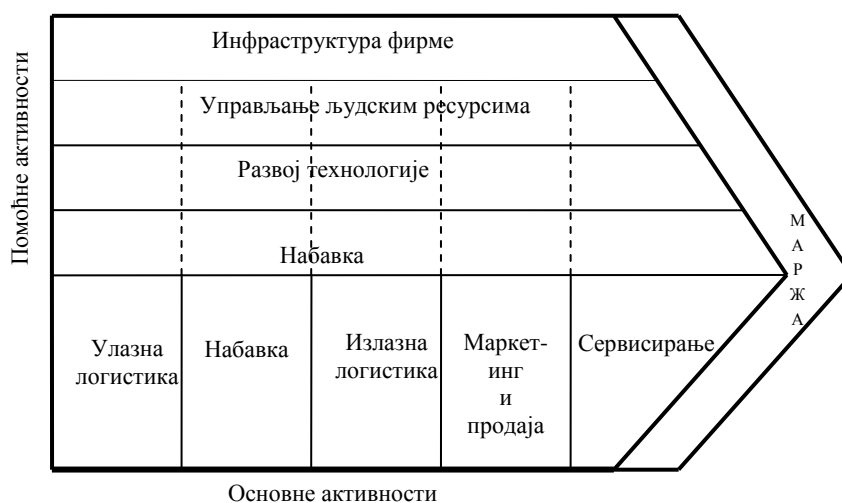 Инфраструктура фирме
Управљање људским ресурсима
Развој технологије
Набавка
Помоћне активности
Улазна
логистика
Набавка
Излазна
логистика
Маркет-
инг
и
продаја
Сервисирање
М
А
Р
Ж
А
Основне активности